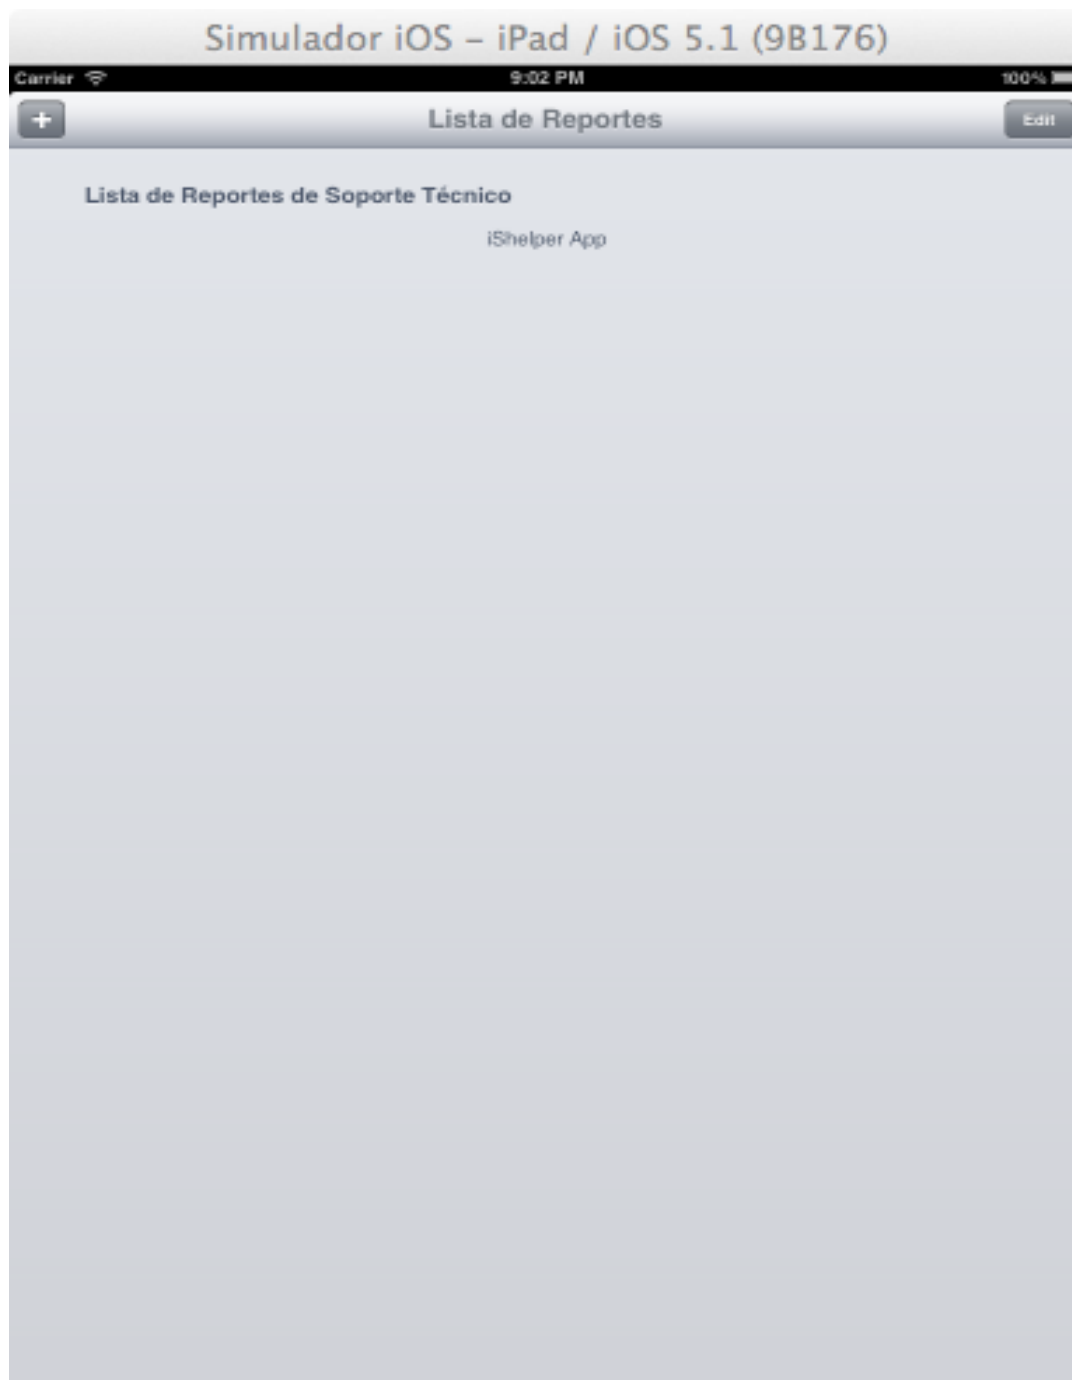 Simulador iOS – iPad / iOS 5.1 (9B176)
Carrier 9:02 PM 100%
+ Lista de Reportes Edit
Lista de Reportes de Soporte Técnico
iShelper App